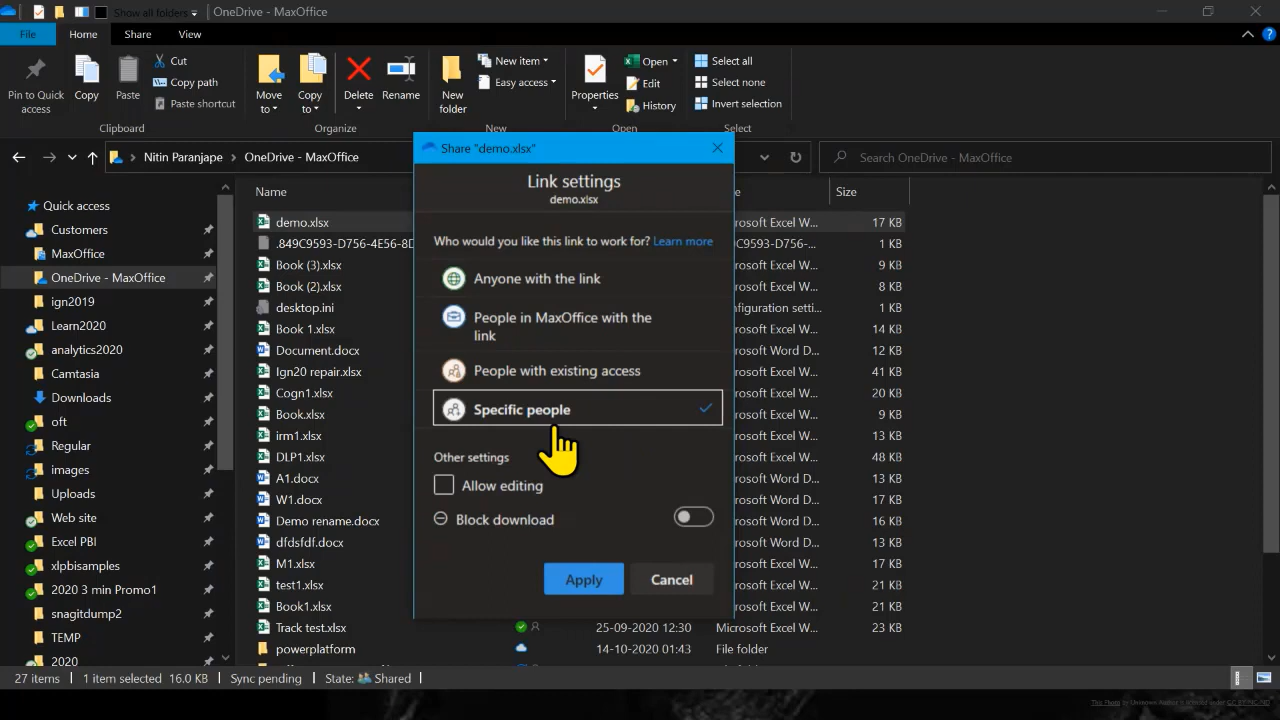 Show all folders
OneDrive - MaxOffice
File
Home
Share
View
Pin to Quick
access
Copy
Paste
Cut
Copy path
Paste shortcut
Clipboard
Move
to
Copy
to
Delete
Rename
Organize
New
folder
New item
Easy access
New
Properties
Open
Edit
History
Open
Select all
Select none
Invert selection
Select
Nitin Paranjape
OneDrive - MaxOffice
Search OneDrive - MaxOffice
Quick access
Customers
MaxOffice
OneDrive - MaxOffice
ign2019
Learn2020
analytics2020
Camtasia
Downloads
oft
Regular
images
Uploads
Web site
Excel PBI
xlpbisamples
2020 3 min Promo1
snagitdump2
TEMP
2020
Name
Size
demo.xlsx
rosoft Excel W...
17 KB
.849C9593-D756-4E56-8D
C9593-D756-...
1 KB
Book (3).xlsx
rosoft Excel W...
9 KB
Book (2).xlsx
rosoft Excel W...
8 KB
desktop.ini
figuration setti...
1 KB
Book 1.xlsx
rosoft Excel W...
14 KB
Document.docx
rosoft Word D...
12 KB
Ign20 repair.xlsx
rosoft Excel W...
41 KB
Cogn1.xlsx
rosoft Excel W...
20 KB
Book.xlsx
rosoft Excel W...
9 KB
irm1.xlsx
rosoft Excel W...
13 KB
DLP1.xlsx
rosoft Excel W...
48 KB
A1.docx
rosoft Word D...
13 KB
W1.docx
rosoft Word D...
13 KB
Demo rename.docx
rosoft Word D...
16 KB
dfdsfdf.docx
rosoft Word D...
13 KB
M1.xlsx
rosoft Excel W...
17 KB
test1.xlsx
rosoft Excel W...
21 KB
Book1.xlsx
rosoft Excel W...
21 KB
Track test.xlsx
25-09-2020 12:30
Microsoft Excel W...
23 KB
powerplatform
14-10-2020 01:43
File folder
Share "demo.xlsx"
Link settings
demo.xlsx
Who would you like this link to work for? Learn more
Anyone with the link
People in MaxOffice with the
link
People with existing access
Specific people
Other settings
Allow editing
Block download
Apply
Cancel
27 items
1 item selected 16.0 KB
Sync pending
State: Shared